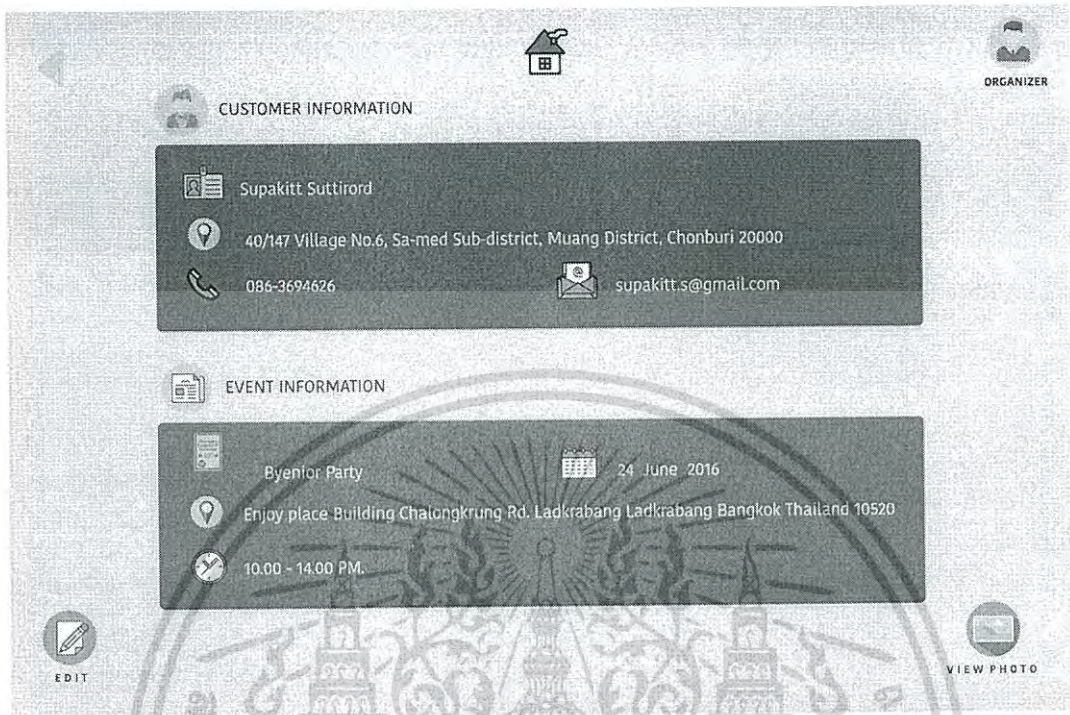 ORGANIZER
CUSTOMER INFORMATION
Supakitt Suttirord
40/147 Village No.6, Sa-med Sub-district, Muang District, Chonburi 20000
086-3694626 supakitt.s@gmail.com
EVENT INFORMATION
Byenior Party 24 June 2016
Enjoy place Building Chalongkrung Rd. Ladkrabang Ladkrabang Bangkok Thailand 10520
10.00 - 14.00 PM.
EDIT
VIEW PHOTO